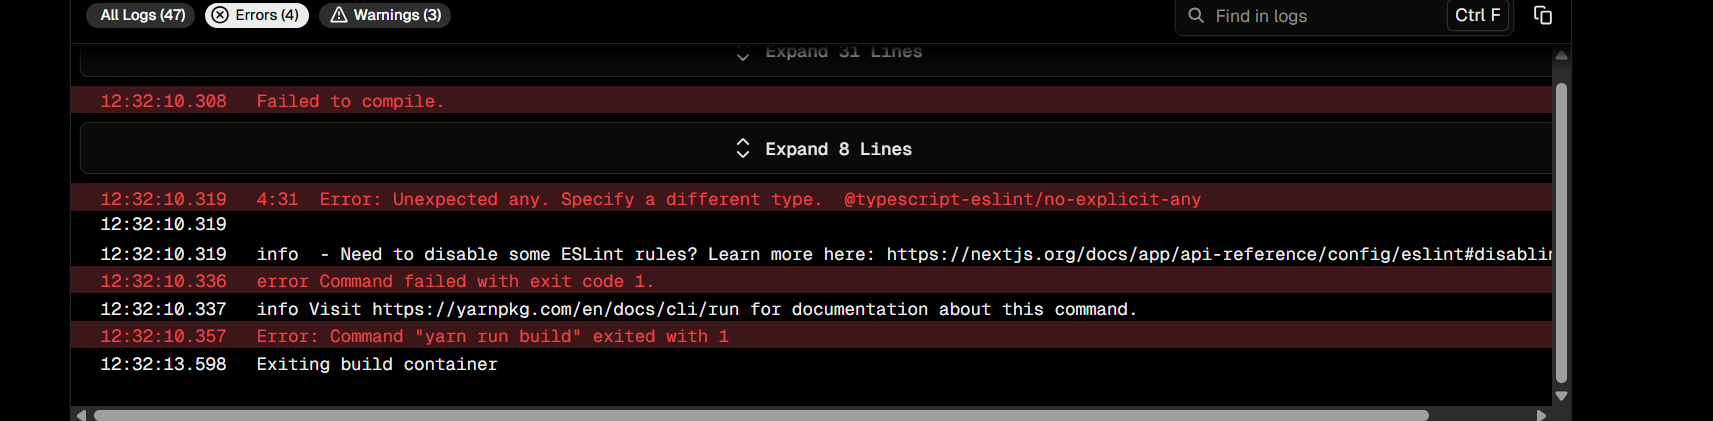 All Logs (47) Errors (4) Warnings (3) Find in logs Ctrl F
Expand 31 Lines
12:32:10.308 Failed to compile.
Expand 8 Lines
12:32:10.319 4:31 Error: Unexpected any. Specify a different type. @typescript-eslint/no-explicit-any
12:32:10.319
12:32:10.319 info - Need to disable some ESLint rules? Learn more here: https://nextjs.org/docs/app/api-reference/config/eslint#disablin
12:32:10.336 error Command failed with exit code 1.
12:32:10.337 info Visit https://yarnpkg.com/en/docs/cli/run for documentation about this command.
12:32:10.357 Error: Command "yarn run build" exited with 1
12:32:13.598 Exiting build container